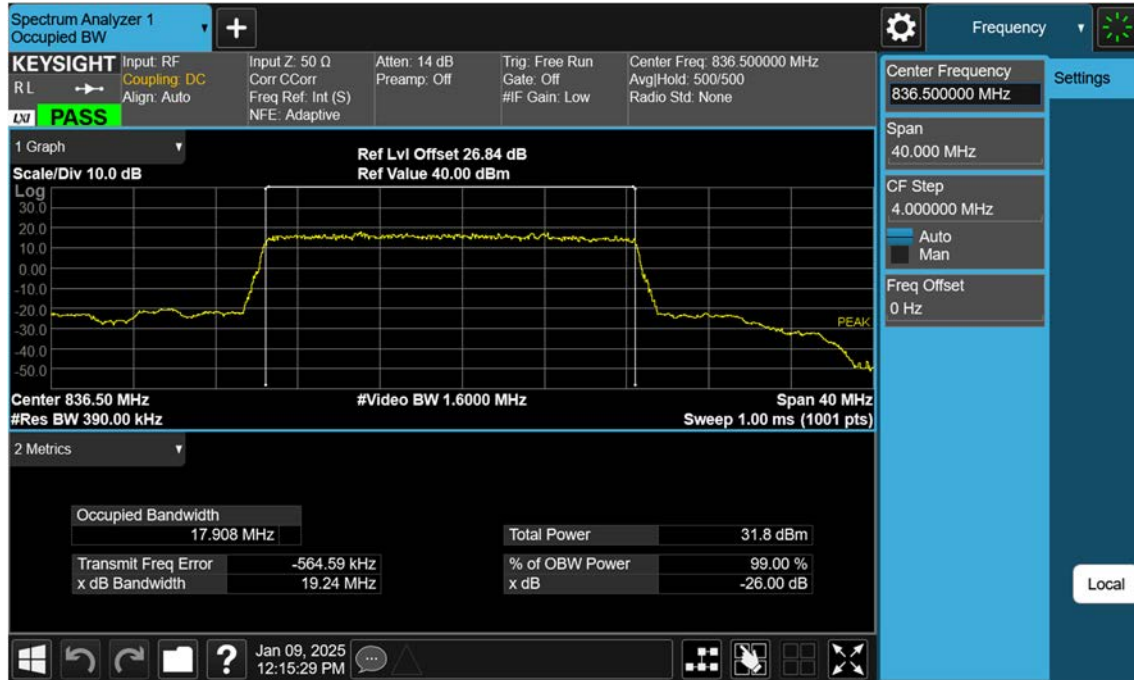 Spectrum Analyzer 1
Occupied BW
Frequency
KEYSIGHT
RL
LXI PASS
Input: RF
Coupling: DC
Align: Auto
Input Z: 50 Ω
Corr CCorr
Freq Ref: Int (S)
NFE: Adaptive
Atten: 14 dB
Preamp: Off
Trig: Free Run
Gate: Off
#IF Gain: Low
Center Freq: 836.500000 MHz
Avg|Hold: 500/500
Radio Std: None
Center Frequency
836.500000 MHz
Settings
Span
40.000 MHz
CF Step
4.000000 MHz
Auto
Man
Freq Offset
0 Hz
1 Graph
Scale/Div 10.0 dB
Ref Lvl Offset 26.84 dB
Ref Value 40.00 dBm
Log
30.0
20.0
10.0
0.00
-10.0
-20.0
-30.0
-40.0
-50.0
PEAK
Center 836.50 MHz
#Video BW 1.6000 MHz
Span 40 MHz
#Res BW 390.00 kHz
Sweep 1.00 ms (1001 pts)
2 Metrics
Occupied Bandwidth
17.908 MHz
Total Power 31.8 dBm
Transmit Freq Error -564.59 kHz
% of OBW Power 99.00 %
x dB Bandwidth 19.24 MHz
x dB -26.00 dB
Local
?
Jan 09, 2025
12:15:29 PM